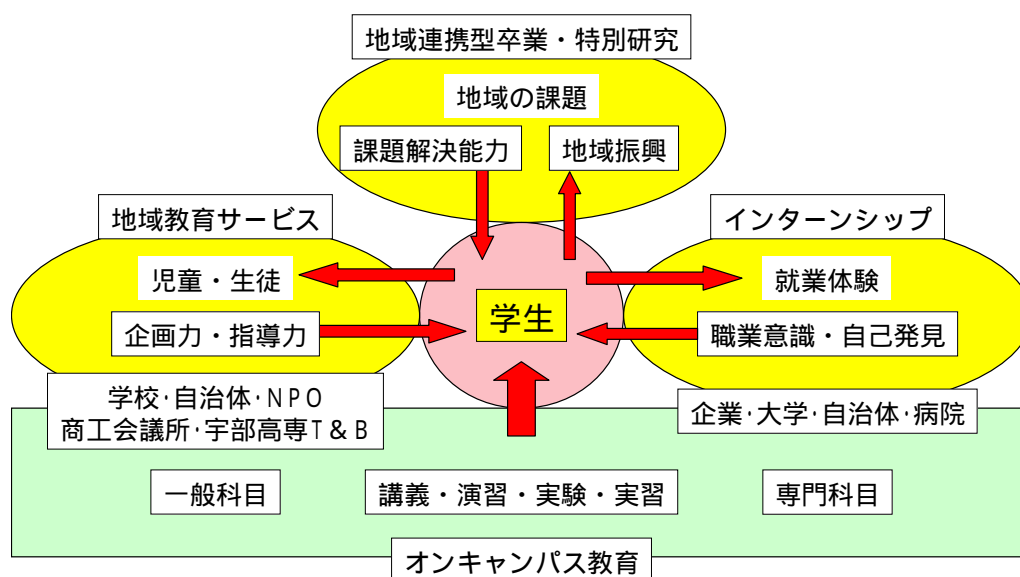 地域連携型卒業・特別研究
地域の課題
課題解決能力
地域振興
地域教育サービス
インターンシップ
児童・生徒
就業体験
学生
企画力・指導力
職業意識・自己発見
学校･自治体･NPO
商工会議所･宇部高専T&B
企業･大学･自治体･病院
一般科目
講義・演習・実験・実習
専門科目
オンキャンパス教育